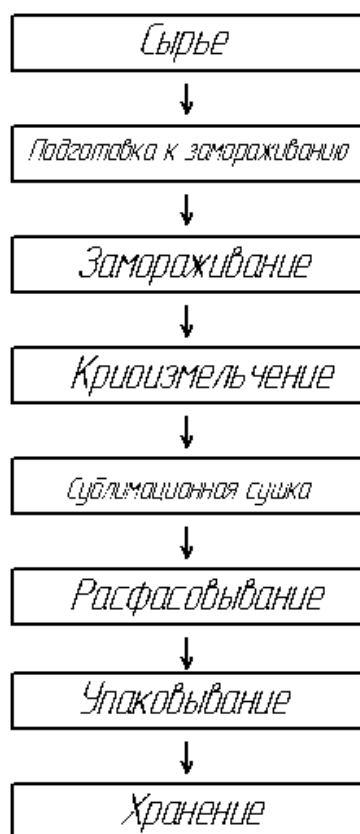 Сырье
Подготовка к замораживанию
Замораживание
Криоизмельчение
Сублимационная сушка
Расфасовывание
Упаковывание
Хранение